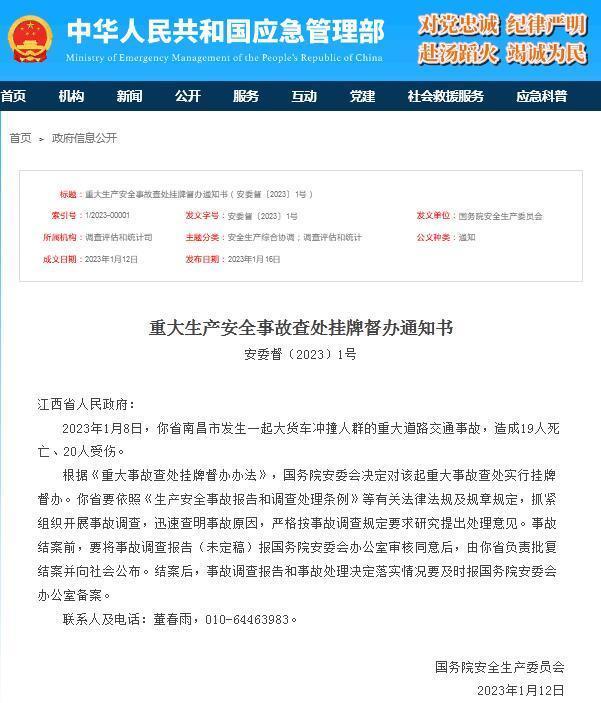 中华人民共和国应急管理部
Ministry of Emergency Management of the People's Republic of China
对党忠诚 纪律严明
赴汤蹈火 竭诚为民
首页 机构 新闻 公开 服务 互动 党建 社会救援服务 应急科普
首页 > 政府信息公开
标题：重大生产安全事故查处挂牌督办通知书（安委督〔2023〕1号）
索引号：1/2023-00001 发文字号：安委督〔2023〕1号 发文单位：国务院安全生产委员会
所属机构：调查评估和统计司 主题分类：安全生产综合协调；调查评估和统计 公文种类：通知
成文日期：2023年1月12日 发布日期：2023年1月16日
重大生产安全事故查处挂牌督办通知书
安委督（2023）1号
江西省人民政府：
2023年1月8日，你省南昌市发生一起大货车冲撞人群的重大道路交通事故，造成19人死
亡、20人受伤。
根据《重大事故查处挂牌督办办法》，国务院安委会决定对该起重大事故查处实行挂牌
督办。你省要依照《生产安全事故报告和调查处理条例》等有关法律法规及规章规定，抓紧
组织开展事故调查，迅速查明事故原因，严格按事故调查规定要求研究提出处理意见。事故
结案前，要将事故调查报告（未定稿）报国务院安委会办公室审核同意后，由你省负责批复
结案并向社会公布。结案后，事故调查报告和事故处理决定落实情况要及时报国务院安委会
办公室备案。
联系人及电话：董春雨，010-64463983。
国务院安全生产委员会
2023年1月12日